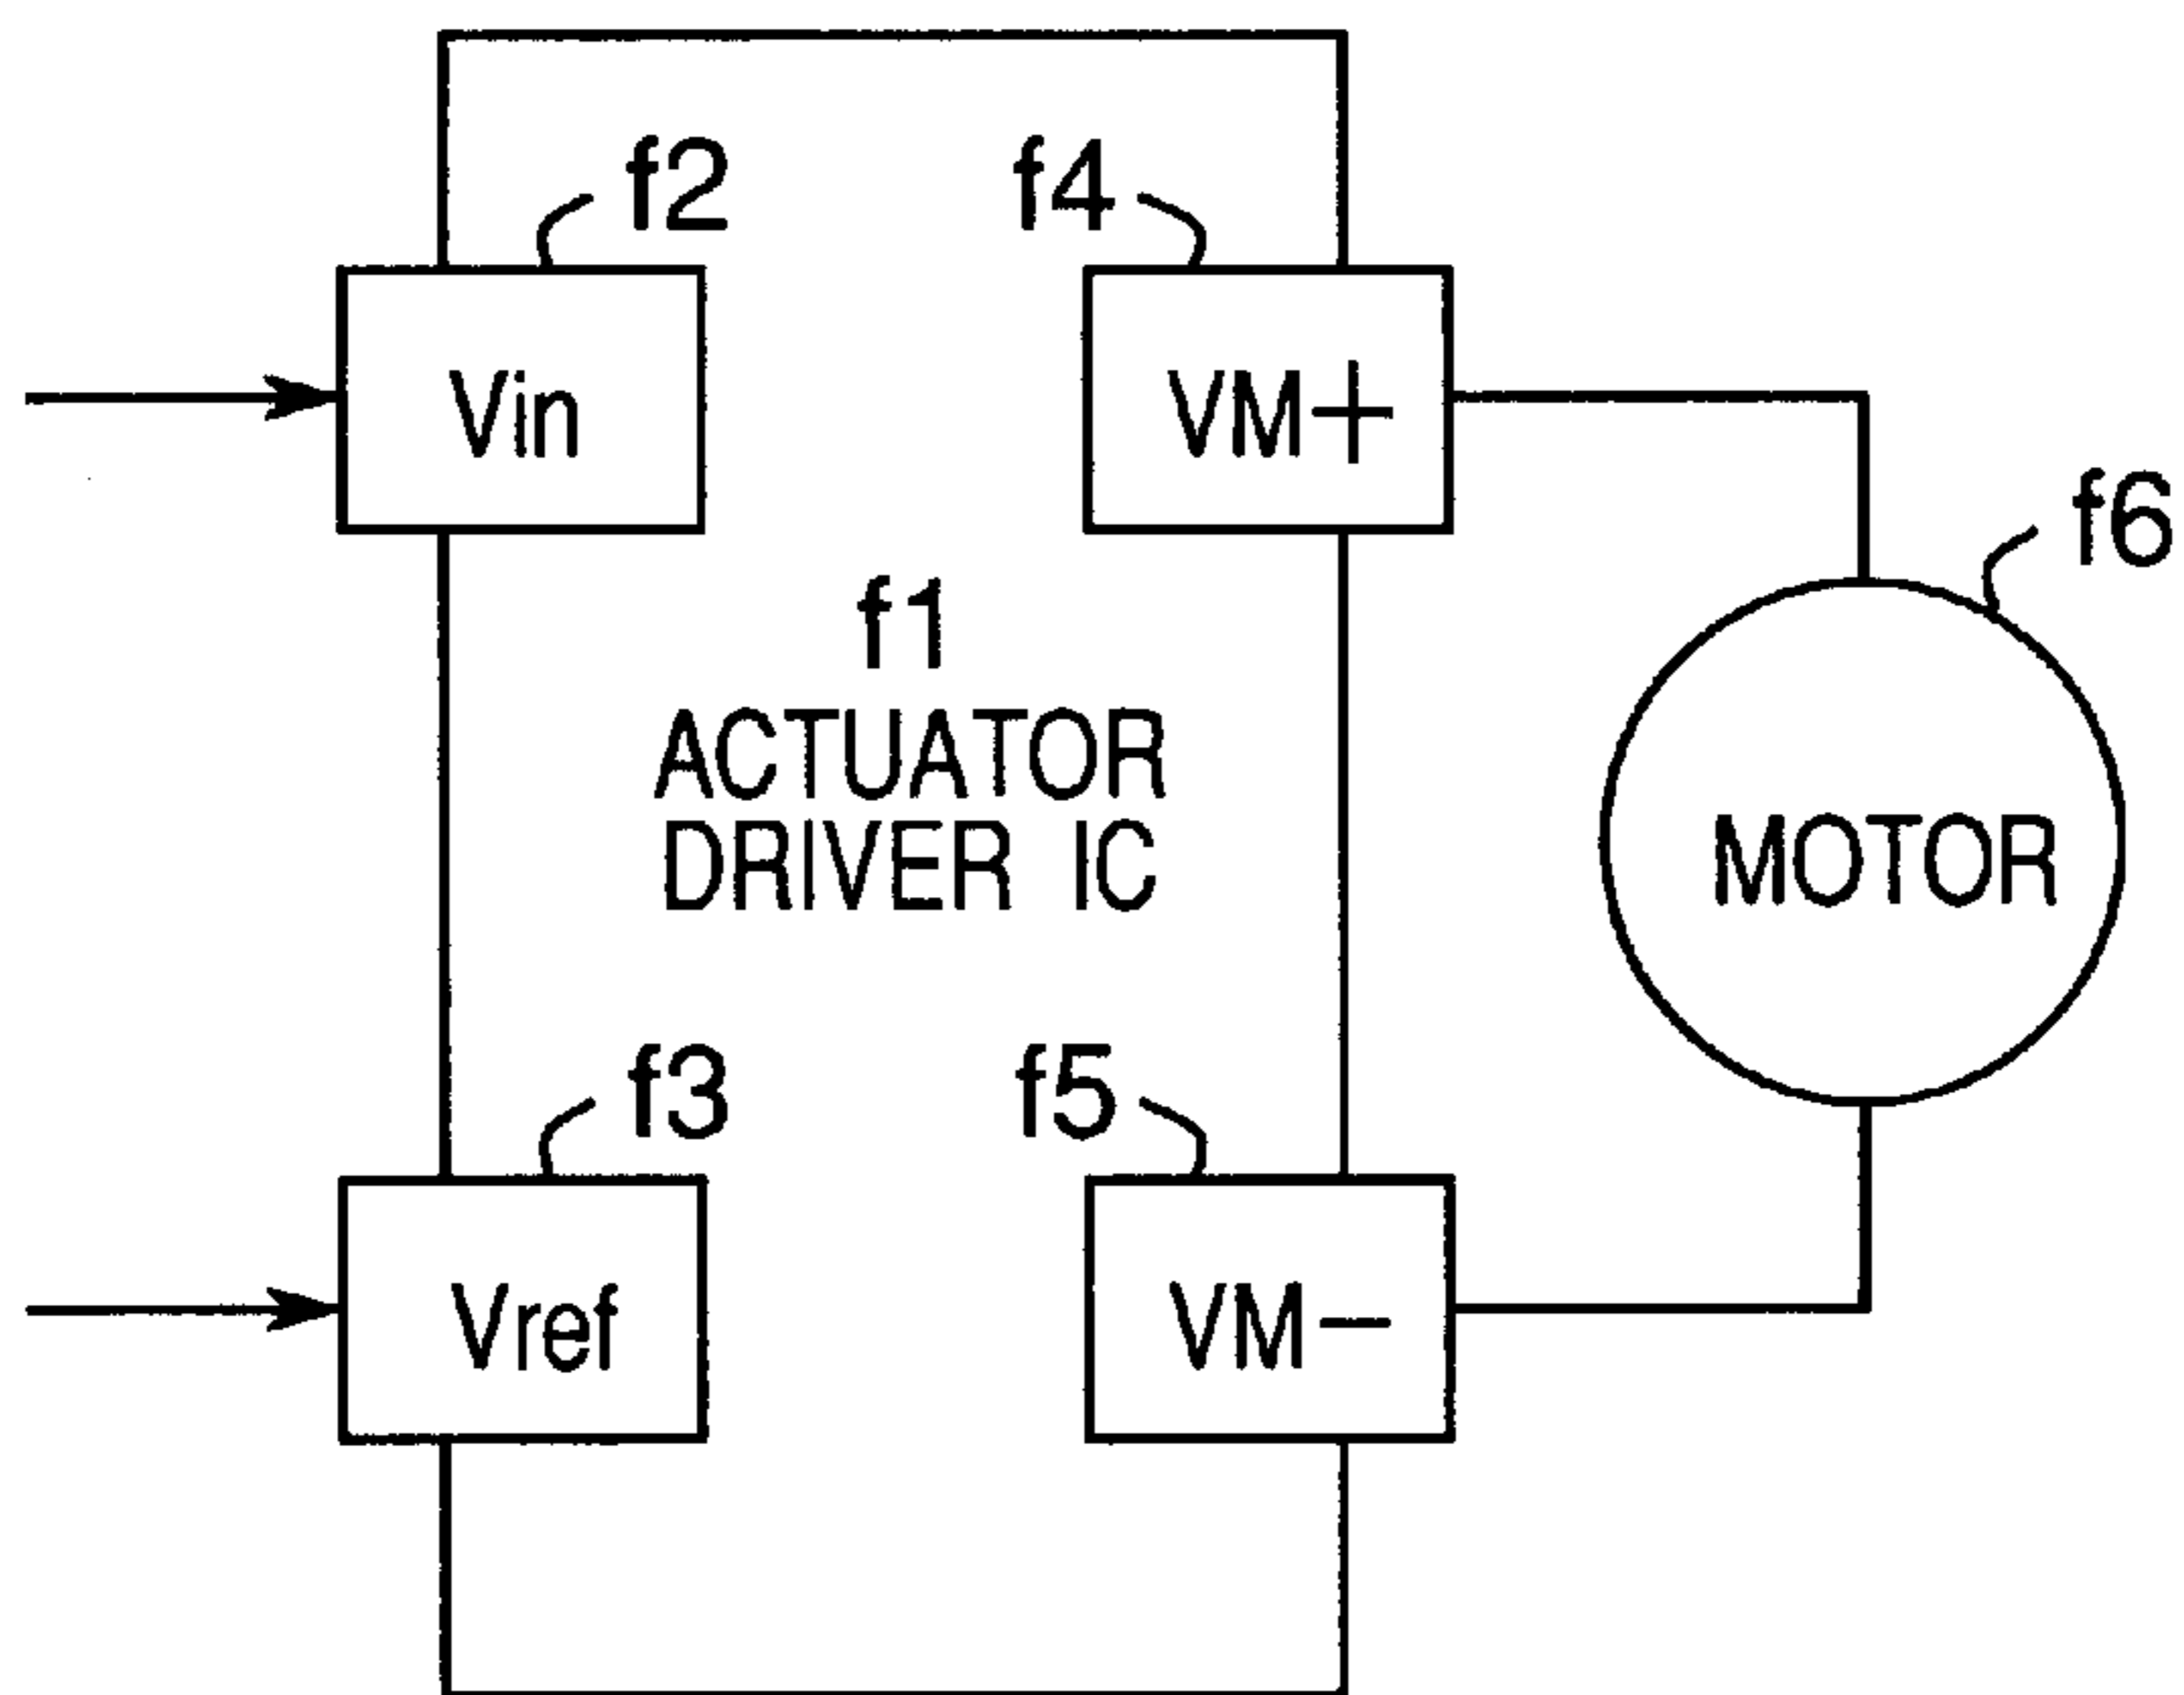 f2
f4
Vin
VM+
f6
f1
ACTUATOR
DRIVER IC
MOTOR
f3
f5
Vref
VM-